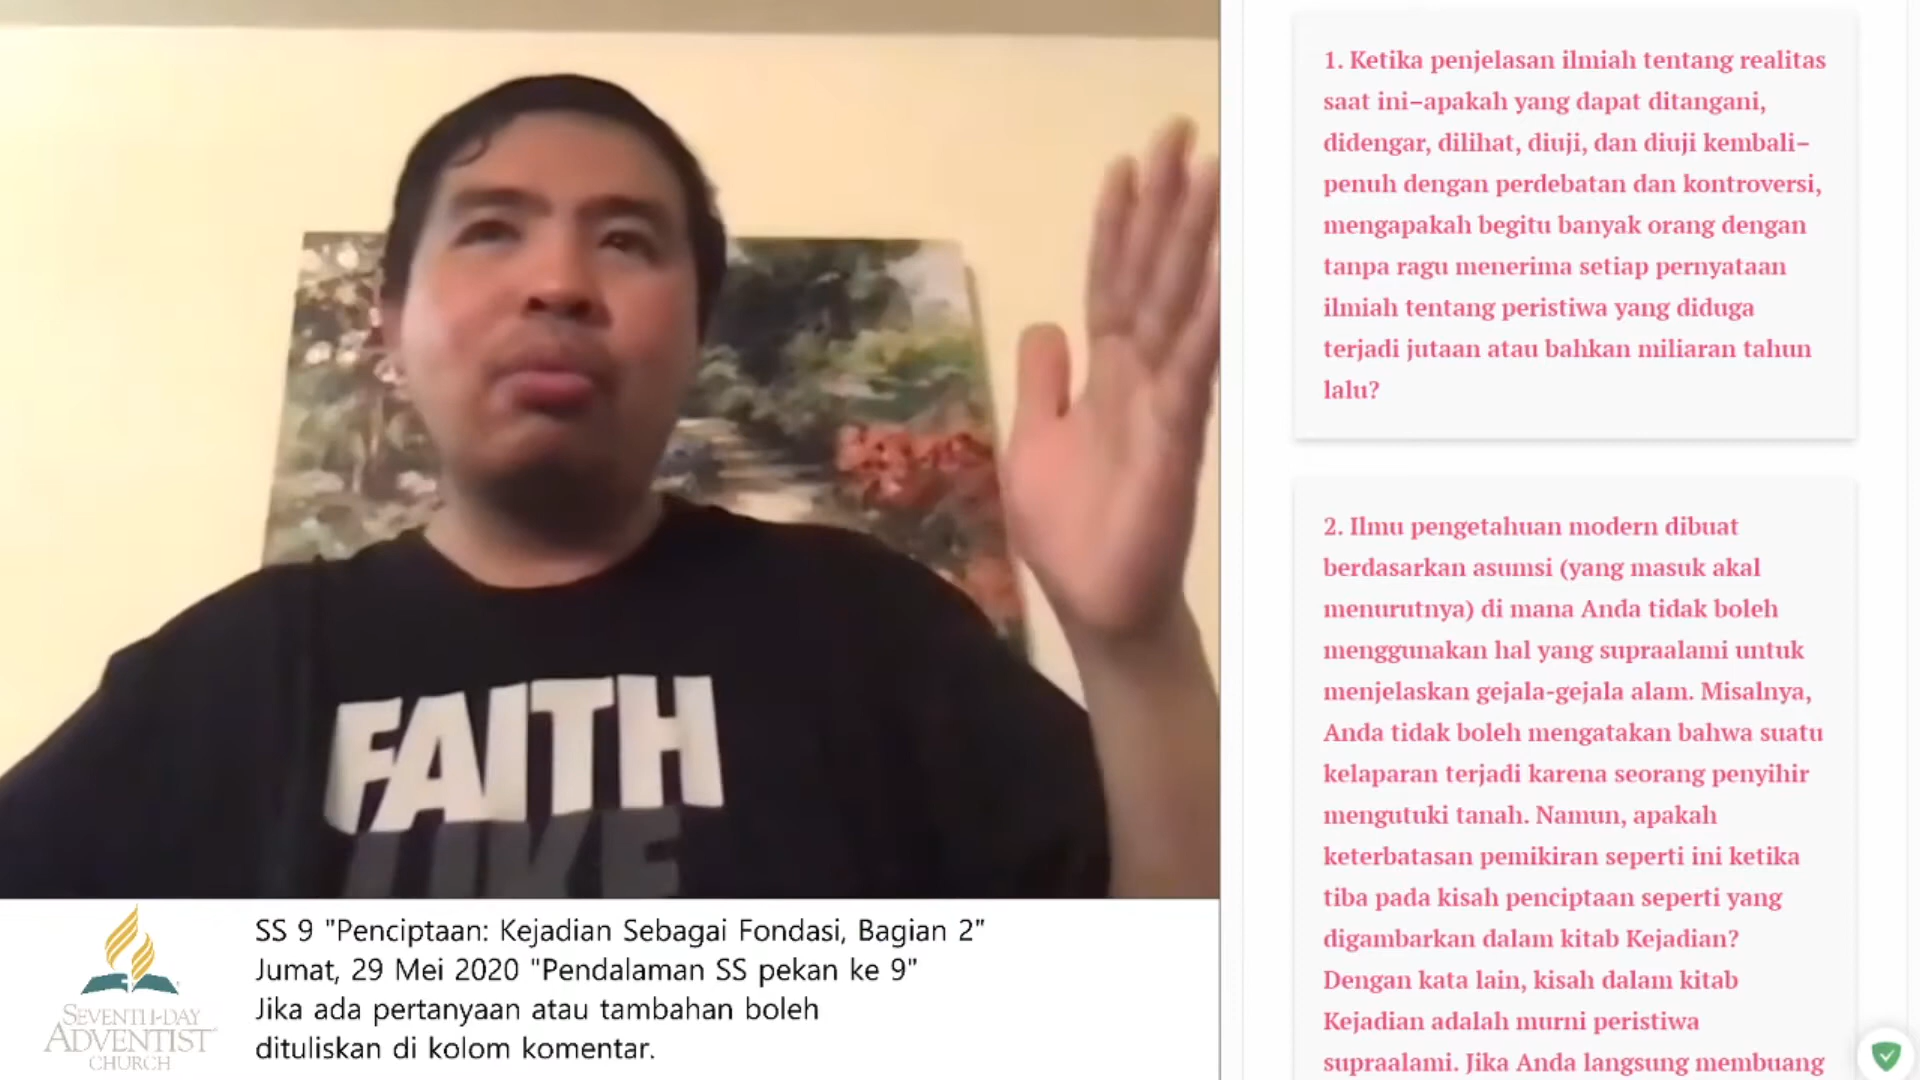 FAITH
LIKE
SEVENTH-DAY
ADVENTIST
CHURCH
SS 9 "Penciptaan: Kejadian Sebagai Fondasi, Bagian 2"
Jumat, 29 Mei 2020 "Pendalaman SS pekan ke 9"
Jika ada pertanyaan atau tambahan boleh
dituliskan di kolom komentar.
1. Ketika penjelasan ilmiah tentang realitas
saat ini–apakah yang dapat ditangani,
didengar, dilihat, diuji, dan diuji kembali–
penuh dengan perdebatan dan kontroversi,
mengapakah begitu banyak orang dengan
tanpa ragu menerima setiap pernyataan
ilmiah tentang peristiwa yang diduga
terjadi jutaan atau bahkan miliaran tahun
lalu?
2. Ilmu pengetahuan modern dibuat
berdasarkan asumsi (yang masuk akal
menurutnya) di mana Anda tidak boleh
menggunakan hal yang supraalami untuk
menjelaskan gejala-gejala alam. Misalnya,
Anda tidak boleh mengatakan bahwa suatu
kelaparan terjadi karena seorang penyihir
mengutuki tanah. Namun, apakah
keterbatasan pemikiran seperti ini ketika
tiba pada kisah penciptaan seperti yang
digambarkan dalam kitab Kejadian?
Dengan kata lain, kisah dalam kitab
Kejadian adalah murni peristiwa
supraalami. Jika Anda langsung membuang